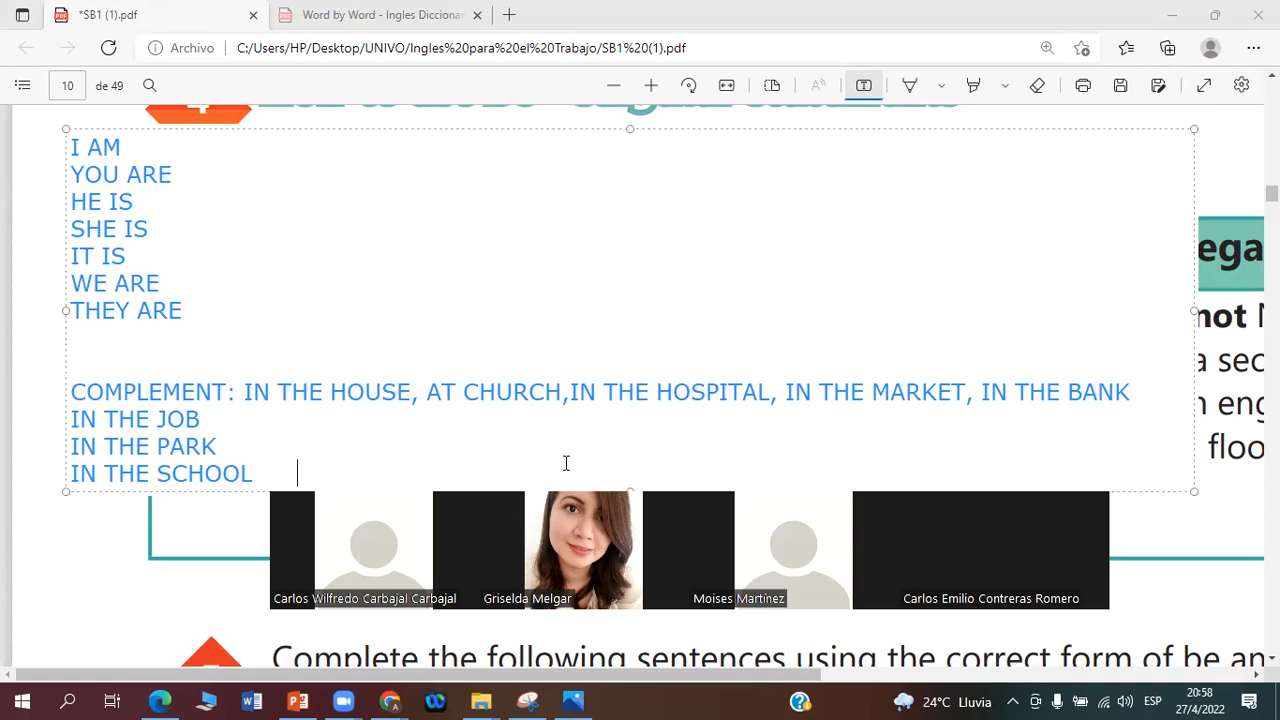 *SB1 (1).pdf
Word by Word - Ingles Dicciona
Archivo
C:/Users/HP/Desktop/UNIVO/Ingles%20para%20el%20Trabajo/SB1%20(1).pdf
10 de 49
I AM
YOU ARE
HE IS
SHE IS
IT IS
WE ARE
THEY ARE
COMPLEMENT: IN THE HOUSE, AT CHURCH,IN THE HOSPITAL, IN THE MARKET, IN THE BANK
IN THE JOB
IN THE PARK
IN THE SCHOOL
ega
not
a sec
eng
floo
Carlos Wilfredo Carbajal Carbajal
Griselda Melgar
Moises Martínez
Carlos Emilio Contreras Romero
Complete the following sentences using the correct form of be an
24°C Lluvia
ESP
20:58
27/4/2022